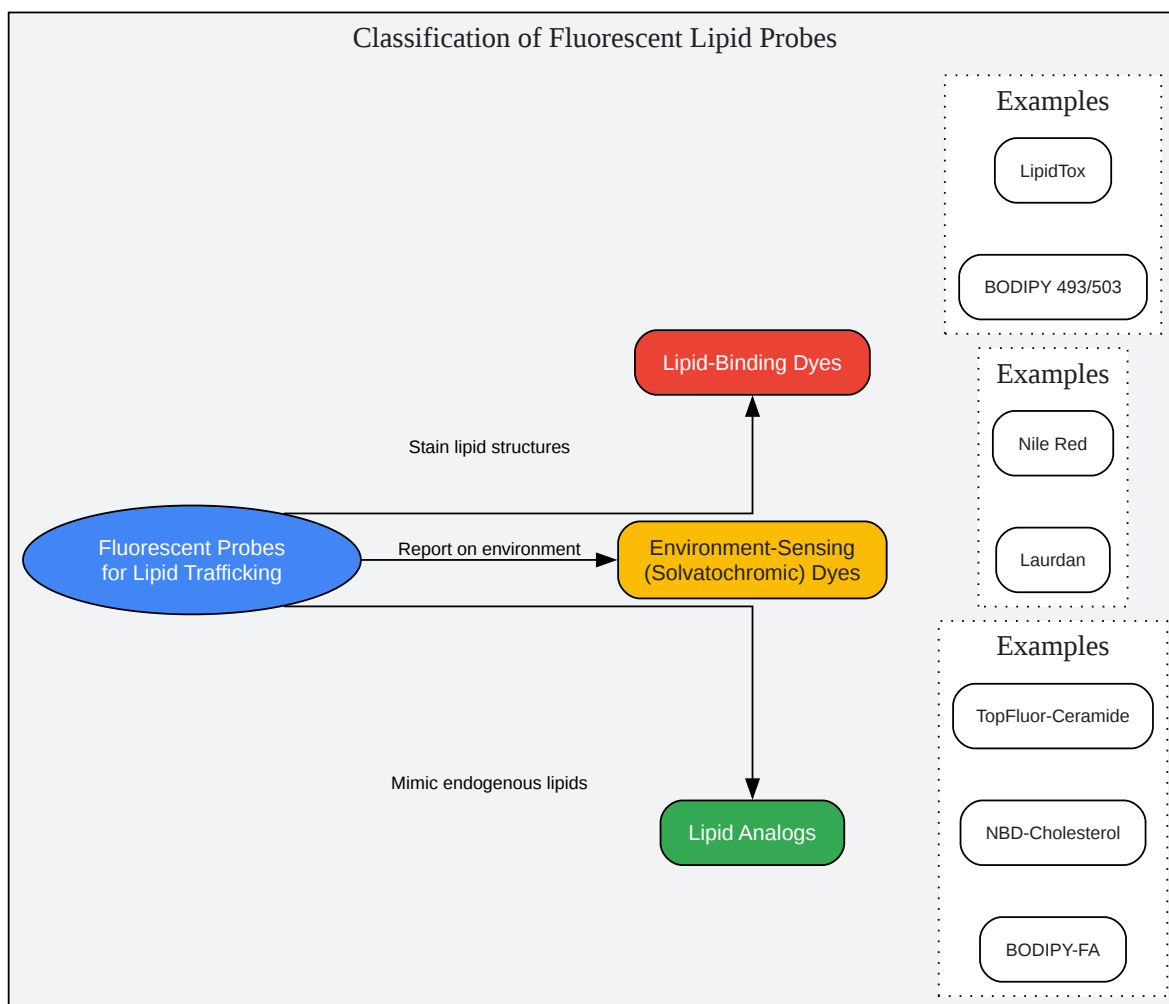 Classification of Fluorescent Lipid Probes
Examples
LipidTox
BODIPY 493/503
Lipid-Binding Dyes
Examples
Stain lipid structures
Nile Red
Fluorescent Probes
for Lipid Trafficking
Report on environment
Environment-Sensing
(Solvatochromic) Dyes
Laurdan
Examples
TopFluor-Ceramide
Mimic endogenous lipids
Lipid Analogs
NBD-Cholesterol
BODIPY-FA